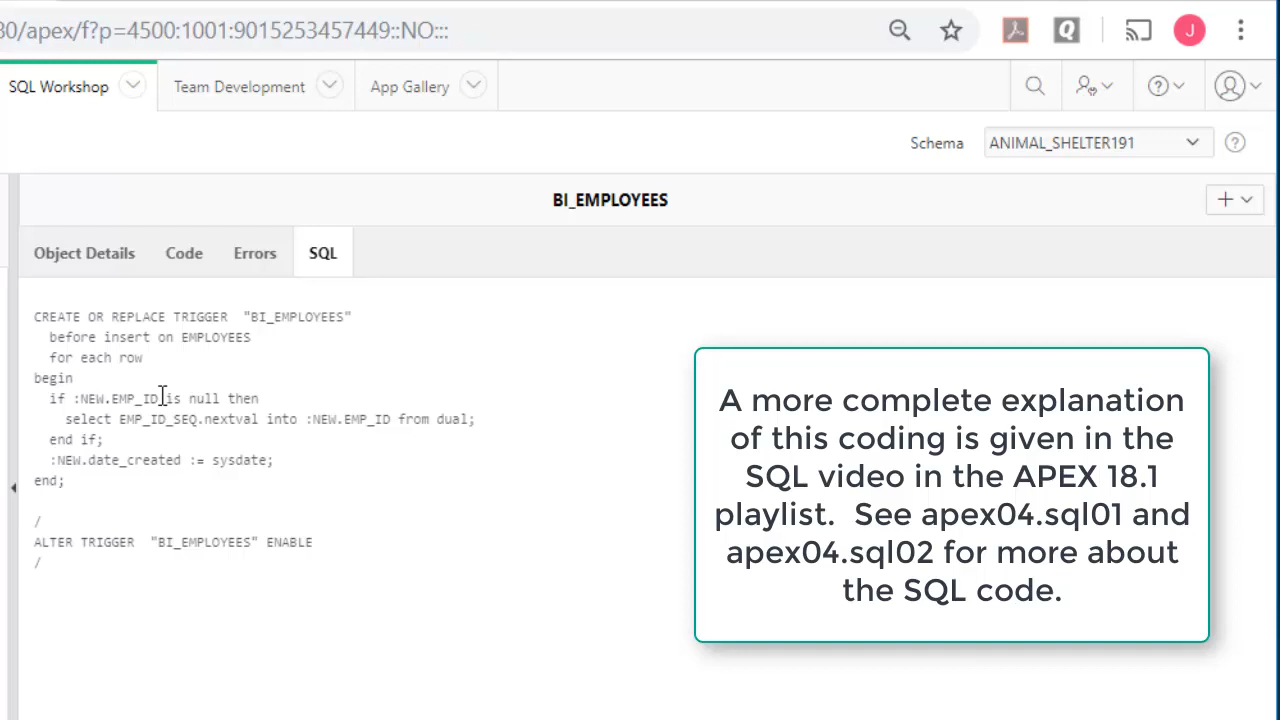 30/apex/f?p=4500:1001:9015253457449::NO:::
Q
J
SQL Workshop
Team Development
App Gallery
Schema
ANIMAL_SHELTER191
BI_EMPLOYEES
Object Details
Code
Errors
SQL
CREATE OR REPLACE TRIGGER "BI_EMPLOYEES"
before insert on EMPLOYEES
for each row
begin
if :NEW.EMP_ID is null then
select EMP_ID_SEQ.nextval into :NEW.EMP_ID from dual;
end if;
:NEW.date_created := sysdate;
end;
/
ALTER TRIGGER "BI_EMPLOYEES" ENABLE
/
A more complete explanation
of this coding is given in the
SQL video in the APEX 18.1
playlist. See apex04.sql01 and
apex04.sql02 for more about
the SQL code.